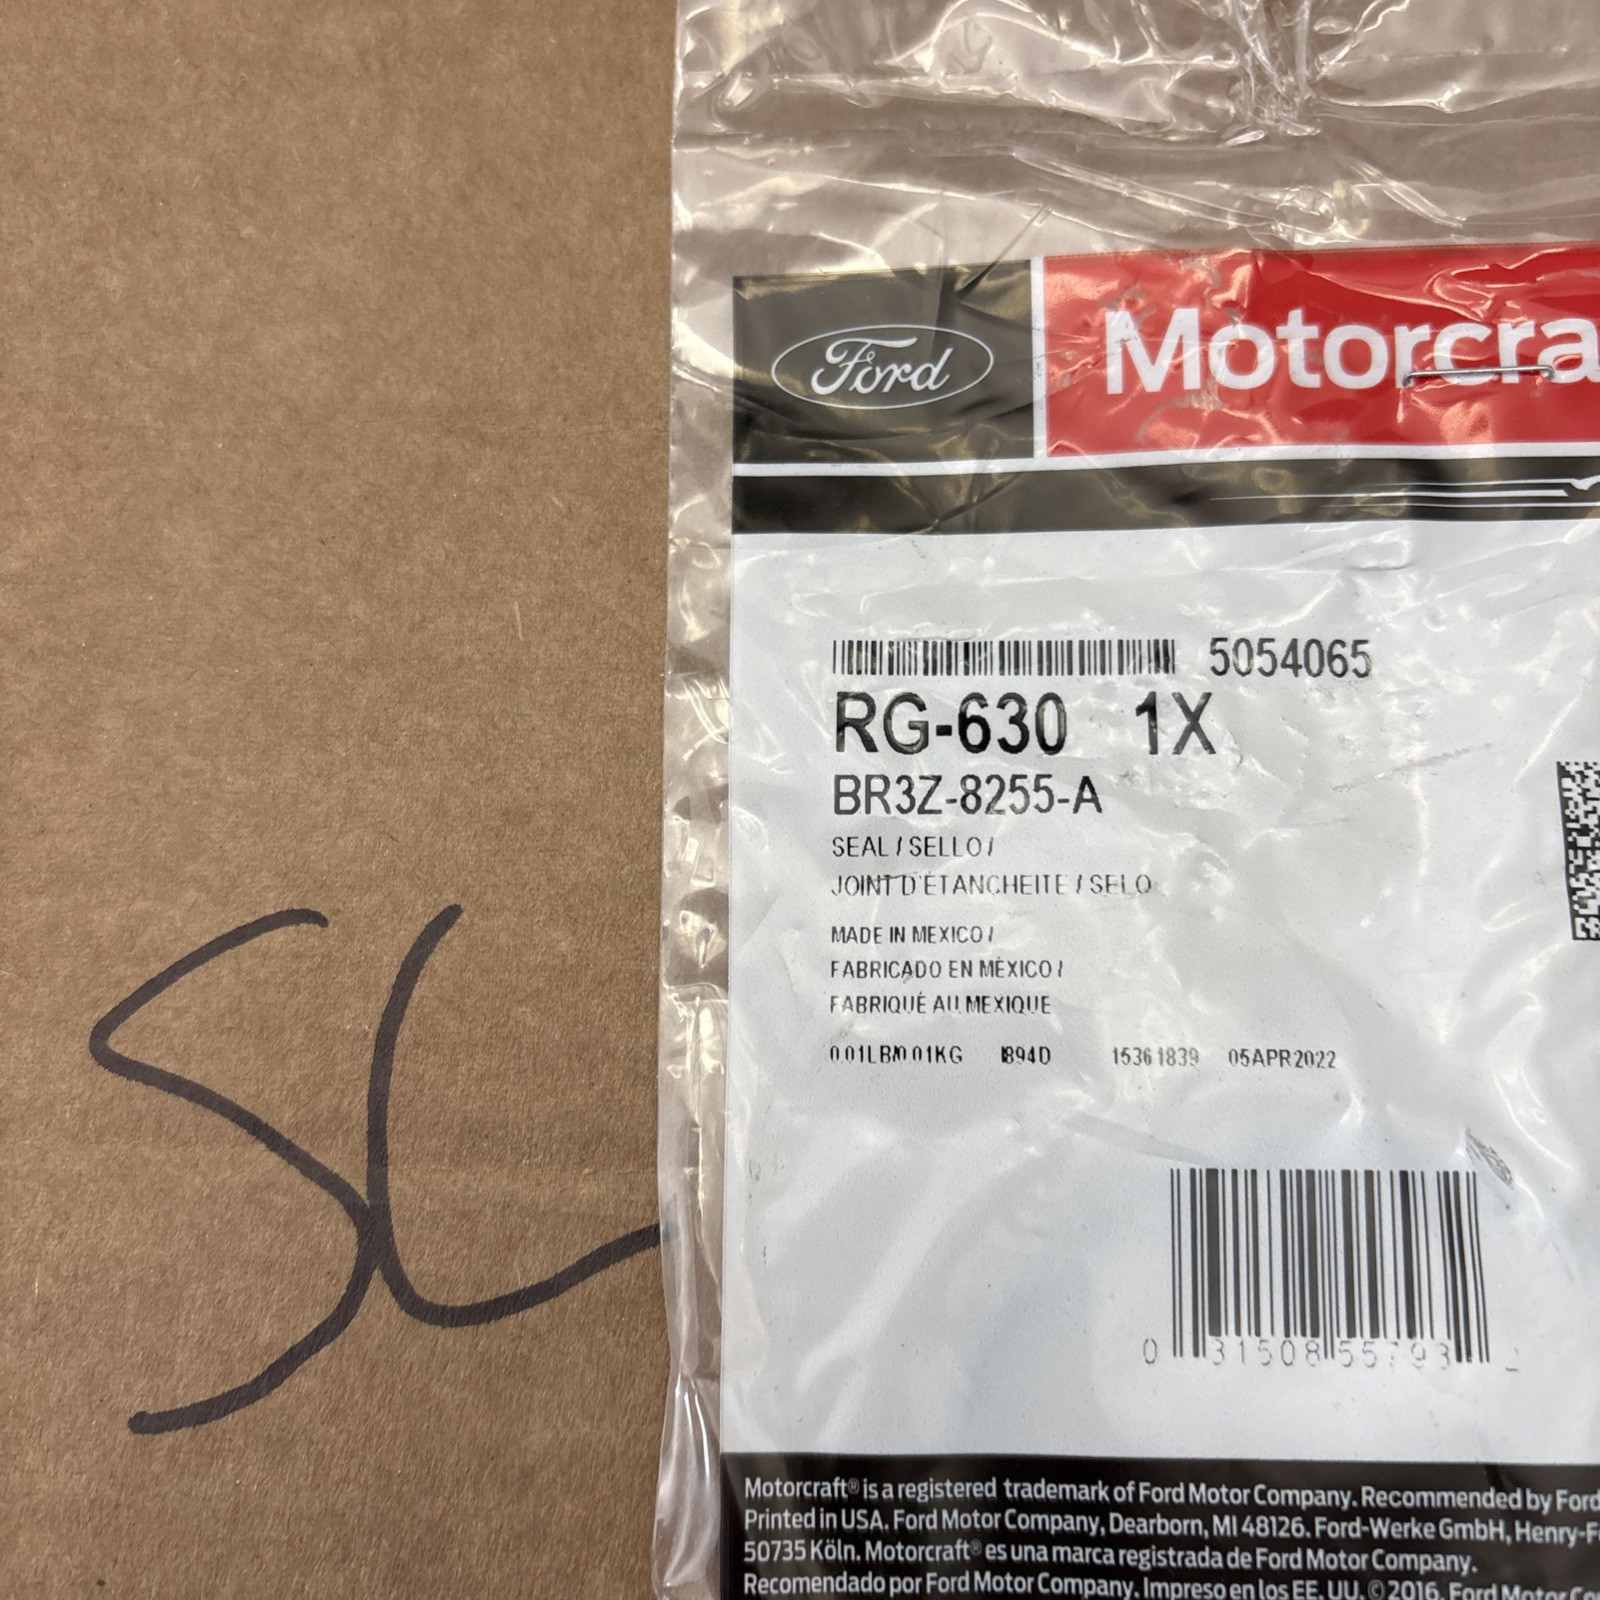 SL
Ford Motorcra
5054065
RG-630 1X
BR3Z-8255-A
SEAL / SELLO /
JOINT D'ÉTANCHEITE / SELO
MADE IN MEXICO /
FABRICADO EN MÉXICO /
FABRIQUÉ AU MEXIQUE
0.01LB/0.01KG 1894D 15361839 05APR2022
0 31508 55793
Motorcraft® is a registered trademark of Ford Motor Company. Recommended by Ford
Printed in USA. Ford Motor Company, Dearborn, MI 48126. Ford-Werke GmbH, Henry-F
50735 Köln. Motorcraft® es una marca registrada de Ford Motor Company.
Recomendado por Ford Motor Company. Impreso en los EE. UU. © 2016, Ford Motor Co